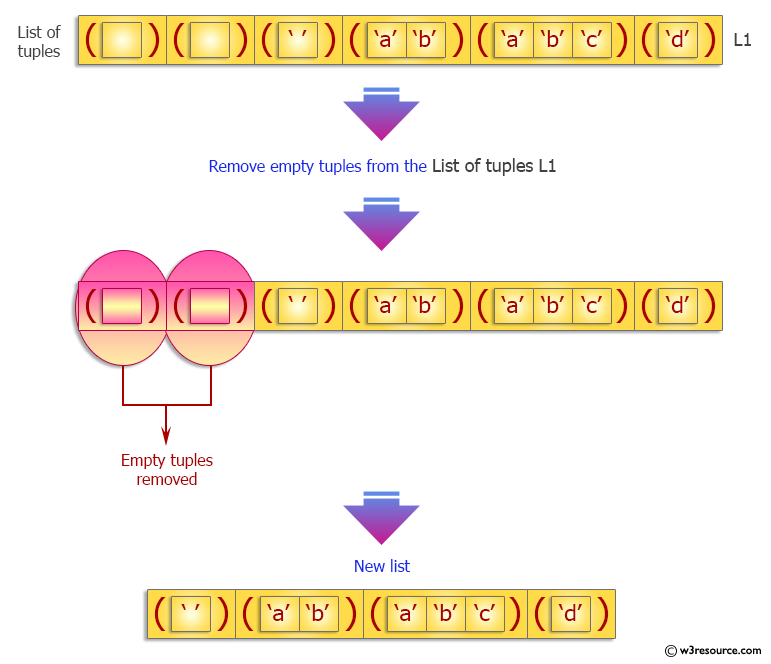 List of tuples
( ) ( ) ( ‘ ’ ) ( ‘a’ ‘b’ ) ( ‘a’ ‘b’ ‘c’ ) ( ‘d’ ) L1
Remove empty tuples from the List of tuples L1
( ) ( ) ( ‘ ’ ) ( ‘a’ ‘b’ ) ( ‘a’ ‘b’ ‘c’ ) ( ‘d’ )
Empty tuples
removed
New list
( ‘ ’ ) ( ‘a’ ‘b’ ) ( ‘a’ ‘b’ ‘c’ ) ( ‘d’ )
© w3resource.com